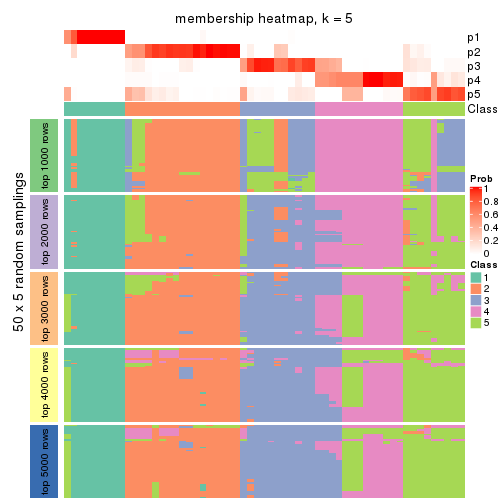 membership heatmap, k = 5
p1
p2
p3
p4
p5
Class
50 x 5 random samplings
top 1000 rows
top 2000 rows
top 3000 rows
top 4000 rows
top 5000 rows
Prob
1
0.8
0.6
0.4
0.2
0
Class
1
2
3
4
5